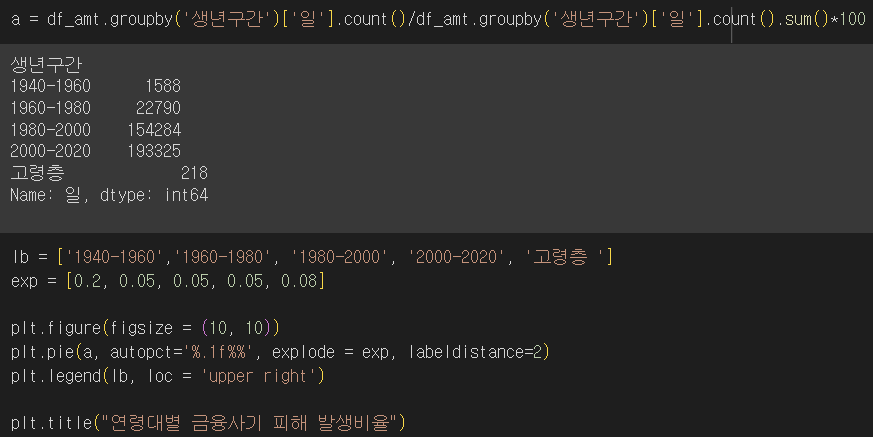 a = df_amt.groupby('생년구간')['일'].count()/df_amt.groupby('생년구간')['일'].count().sum()*100
생년구간
1940-1960 1588
1960-1980 22790
1980-2000 154284
2000-2020 193325
고령층 218
Name: 일, dtype: int64
lb = ['1940-1960','1960-1980', '1980-2000', '2000-2020', '고령층 ']
exp = [0.2, 0.05, 0.05, 0.05, 0.08]
plt.figure(figsize = (10, 10))
plt.pie(a, autopct='%.1f%%', explode = exp, labeldistance=2)
plt.legend(lb, loc = 'upper right')
plt.title("연령대별 금융사기 피해 발생비율")